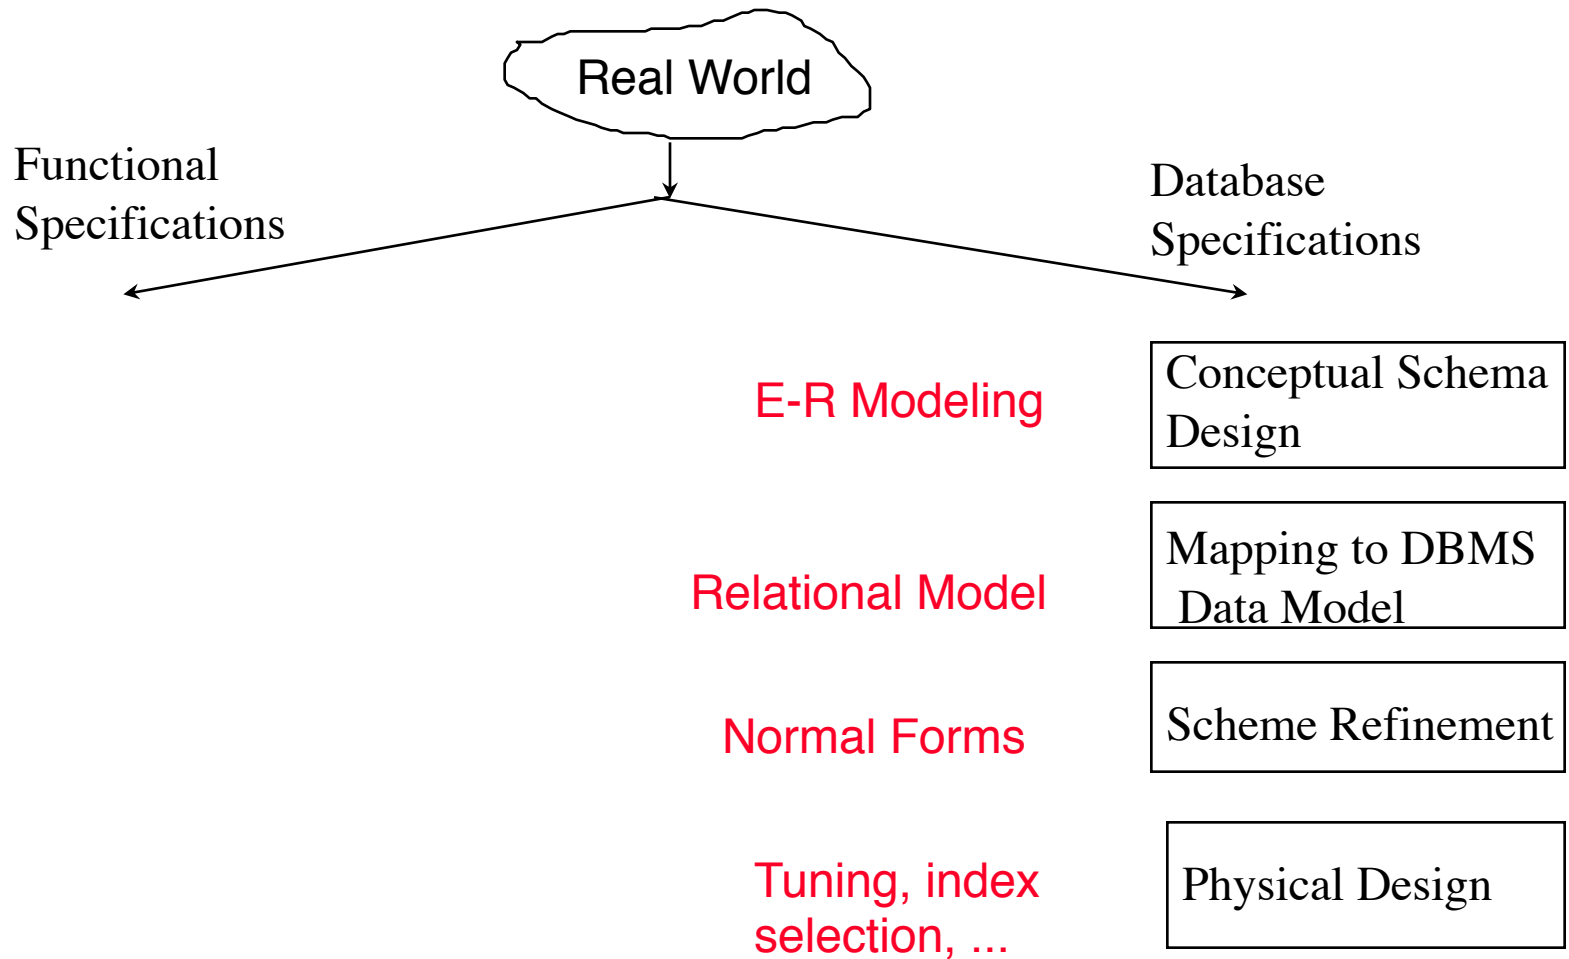 Real World
Functional
Specifications
Database
Specifications
E-R Modeling
Conceptual Schema
Design
Relational Model
Mapping to DBMS
Data Model
Normal Forms
Scheme Refinement
Tuning, index
selection, ...
Physical Design